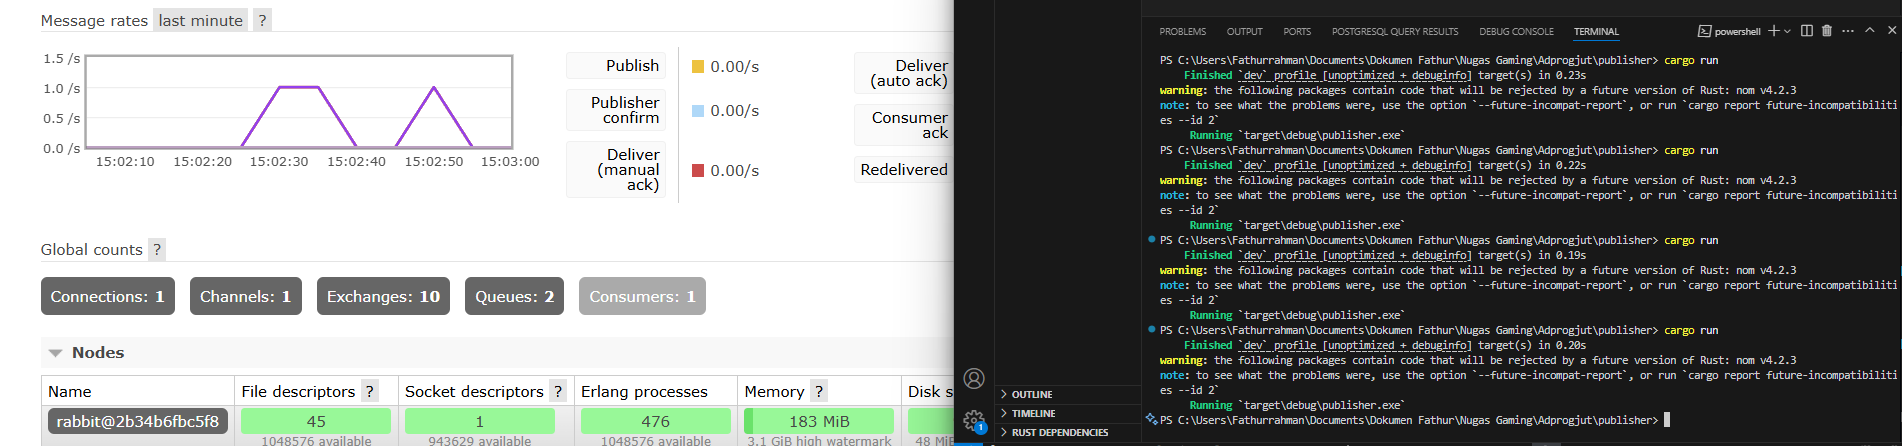 Message rates last minute ?
1.5 /s
1.0 /s
0.5 /s
0.0 /s
15:02:10 15:02:20 15:02:30 15:02:40 15:02:50 15:03:00
Publish 0.00/s
Publisher
confirm 0.00/s
Deliver
(manual
ack) 0.00/s
Deliver
(auto ack)
Consumer
ack
Redelivered
Global counts ?
Connections: 1 Channels: 1 Exchanges: 10 Queues: 2 Consumers: 1
Nodes
Name File descriptors ? Socket descriptors ? Erlang processes Memory ? Disk s
rabbit@2b34b6fbc5f8 45 1 476 183 MiB
1048576 available 943629 available 1048576 available 3.1 GiB high watermark 48 MiB
PROBLEMS OUTPUT PORTS POSTGRESQL QUERY RESULTS DEBUG CONSOLE TERMINAL powershell
PS C:\Users\Fathurrahman\Documents\Dokumen Fathur\Nugas Gaming\Adprogjut\publisher> cargo run
Finished `dev` profile [unoptimized + debuginfo] target(s) in 0.23s
warning: the following packages contain code that will be rejected by a future version of Rust: nom v4.2.3
note: to see what the problems were, use the option `--future-incompat-report`, or run `cargo report future-incompatibiliti
es --id 2`
Running `target\debug\publisher.exe`
PS C:\Users\Fathurrahman\Documents\Dokumen Fathur\Nugas Gaming\Adprogjut\publisher> cargo run
Finished `dev` profile [unoptimized + debuginfo] target(s) in 0.22s
warning: the following packages contain code that will be rejected by a future version of Rust: nom v4.2.3
note: to see what the problems were, use the option `--future-incompat-report`, or run `cargo report future-incompatibiliti
es --id 2`
Running `target\debug\publisher.exe`
PS C:\Users\Fathurrahman\Documents\Dokumen Fathur\Nugas Gaming\Adprogjut\publisher> cargo run
Finished `dev` profile [unoptimized + debuginfo] target(s) in 0.19s
warning: the following packages contain code that will be rejected by a future version of Rust: nom v4.2.3
note: to see what the problems were, use the option `--future-incompat-report`, or run `cargo report future-incompatibiliti
es --id 2`
Running `target\debug\publisher.exe`
PS C:\Users\Fathurrahman\Documents\Dokumen Fathur\Nugas Gaming\Adprogjut\publisher> cargo run
Finished `dev` profile [unoptimized + debuginfo] target(s) in 0.20s
warning: the following packages contain code that will be rejected by a future version of Rust: nom v4.2.3
note: to see what the problems were, use the option `--future-incompat-report`, or run `cargo report future-incompatibiliti
es --id 2`
Running `target\debug\publisher.exe`
PS C:\Users\Fathurrahman\Documents\Dokumen Fathur\Nugas Gaming\Adprogjut\publisher>
OUTLINE
TIMELINE
RUST DEPENDENCIES
1